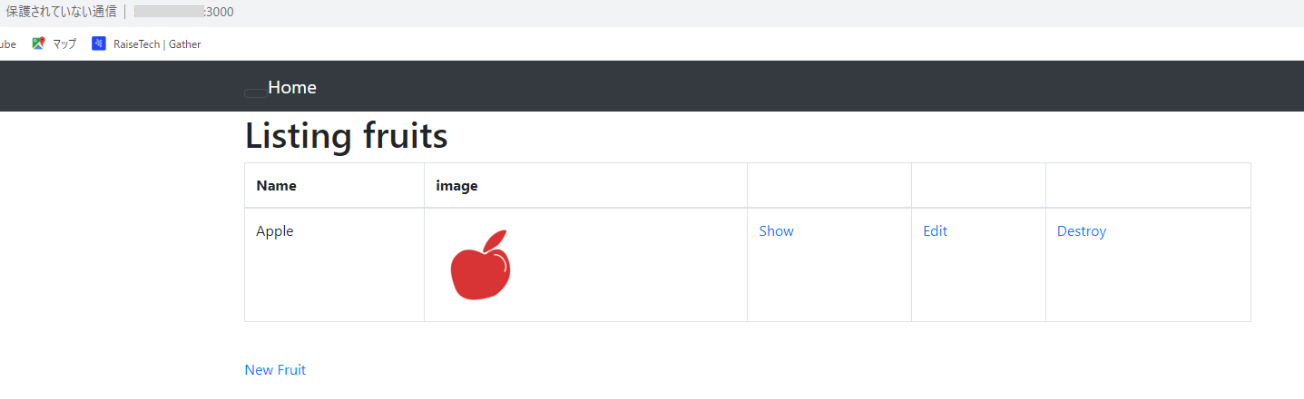 保護されていない通信 | :3000
ube マップ RaiseTech | Gather
Home
Listing fruits
Name image
Apple Show Edit Destroy
New Fruit